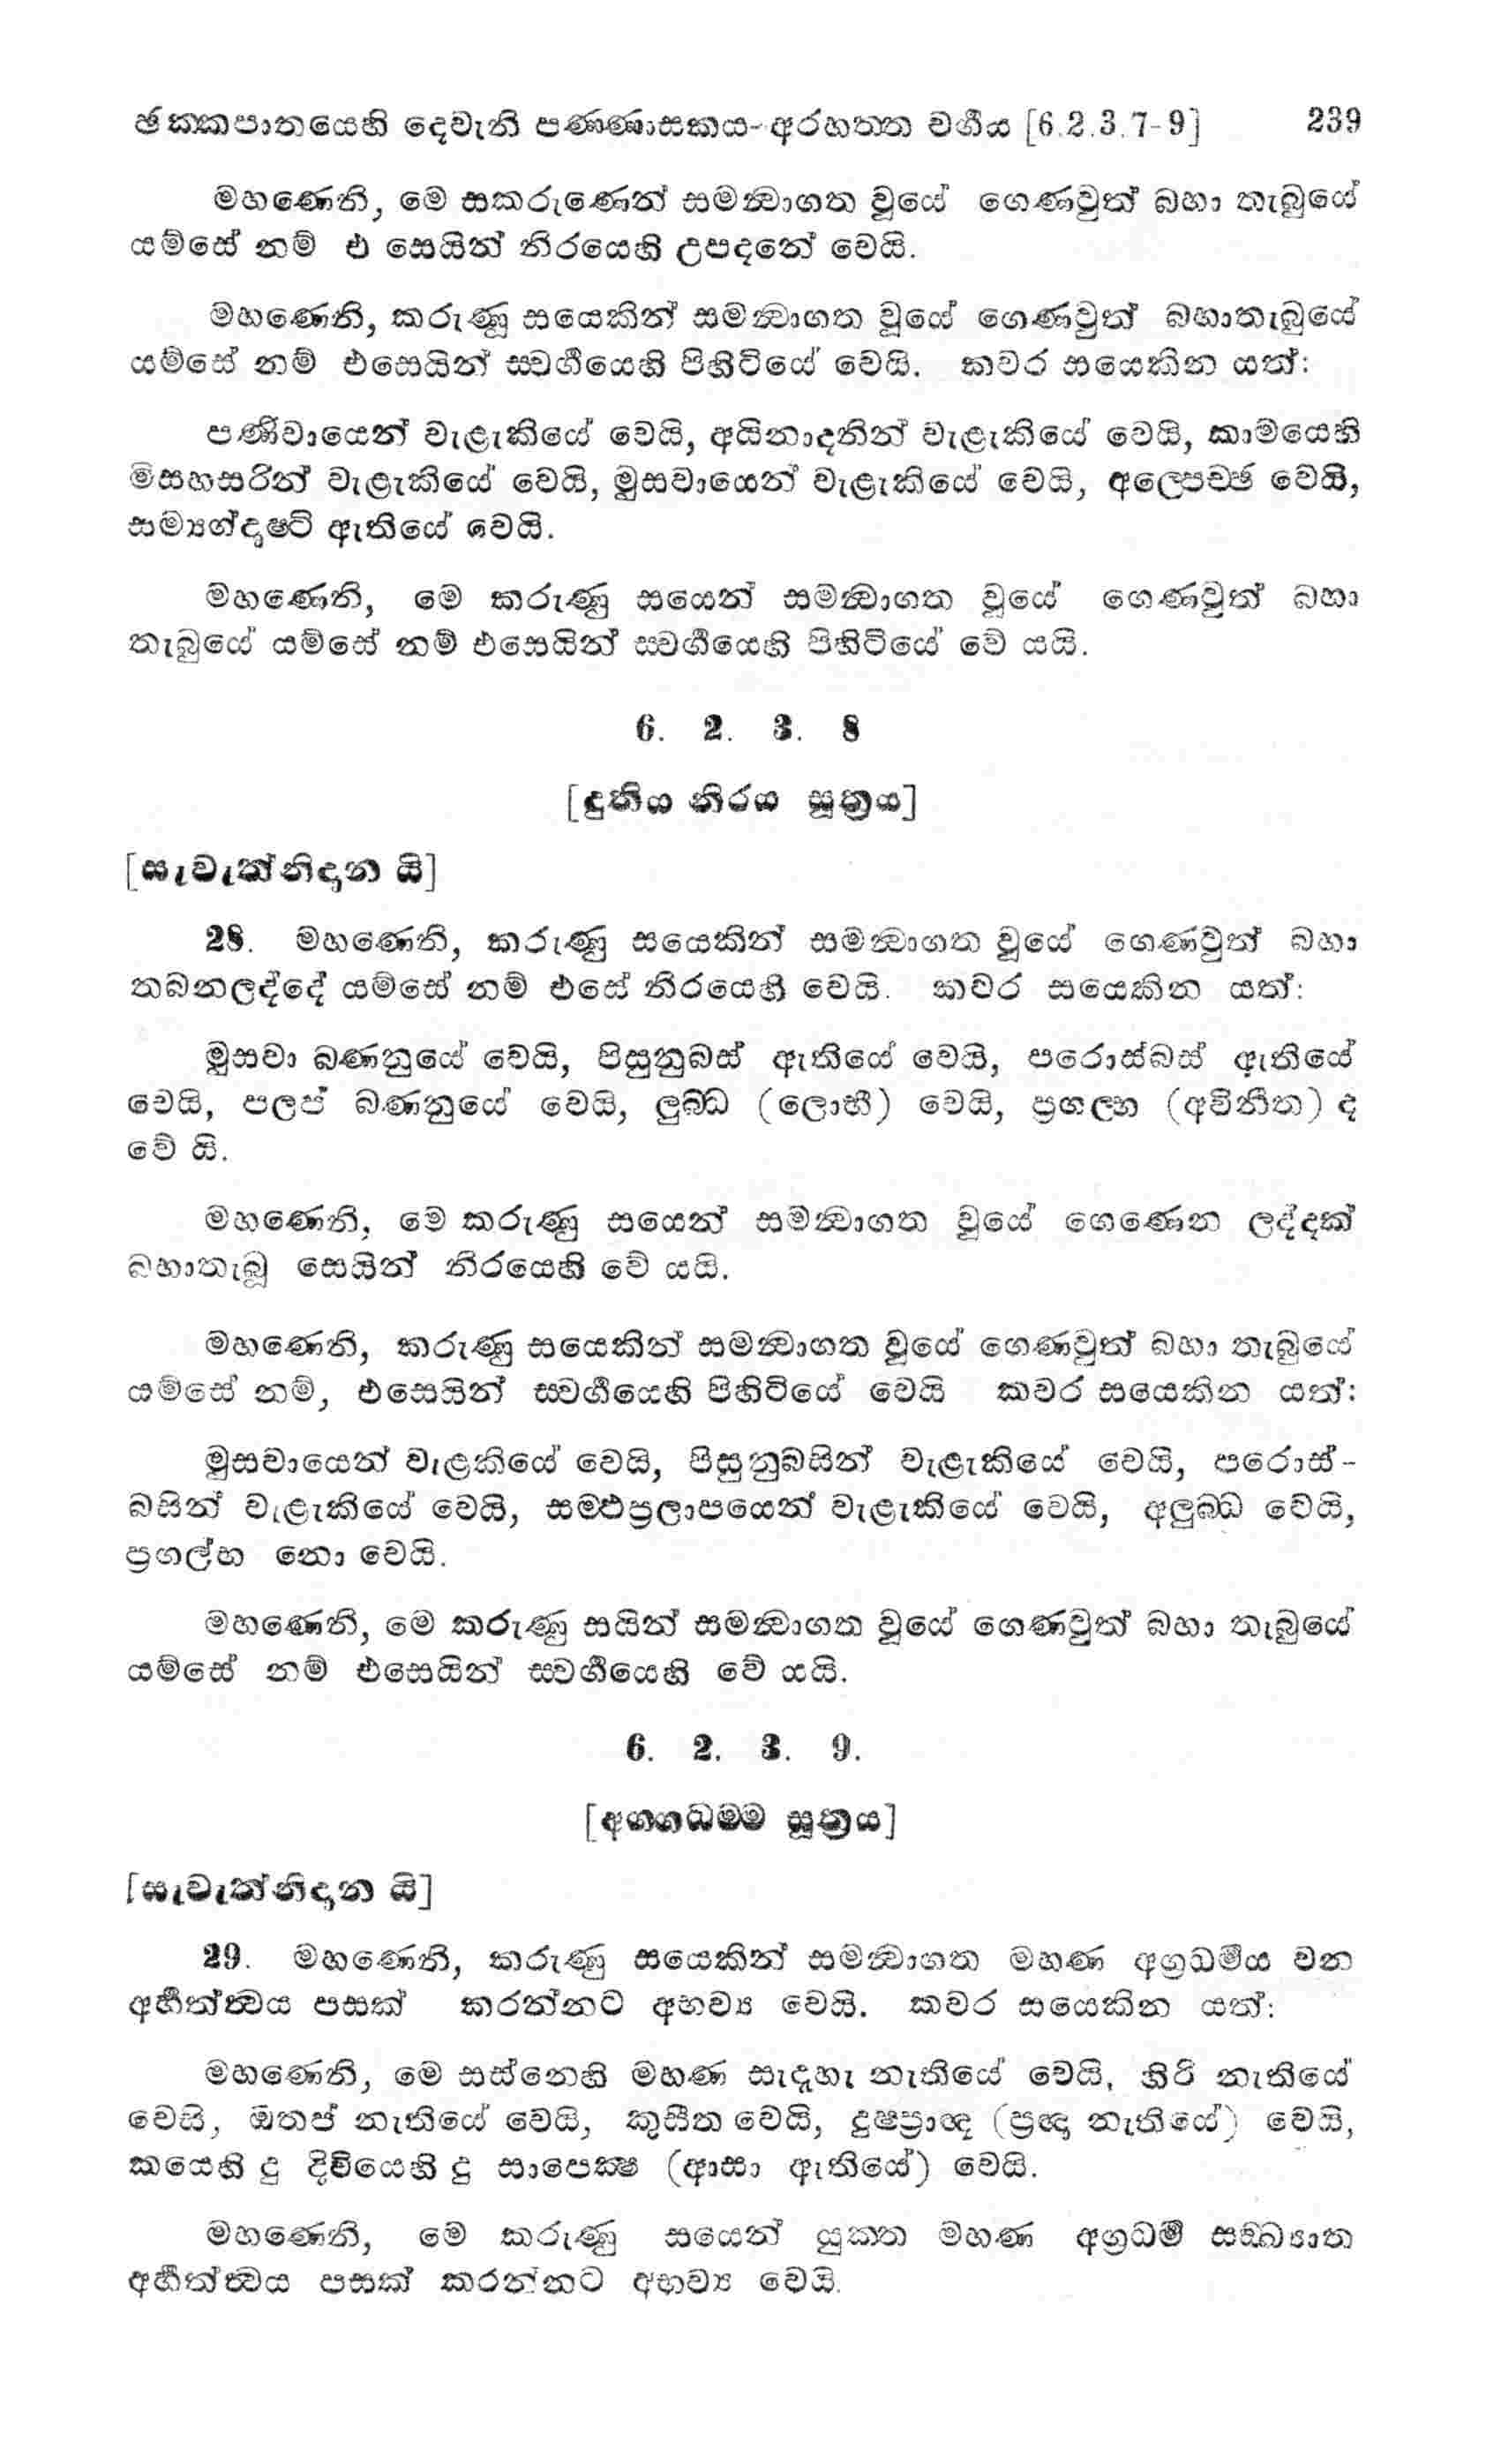 ඡක්කපාතයෙහි දෙවැනි පණ්ණාසකය-අරහත්ත වර්‍ගය [6.2.3.7-9] 239
මහණෙනි, මෙ සකරුණෙන් සමන්‍වාගත වූයේ ගෙණවුත් බහා තැබුයේ
යම්සේ නම් එ සෙයින් නිරයෙහි උපදනේ වෙයි.
මහණෙනි, කරුණු සයෙකින් සමන්‍වාගත වූයේ ගෙණවුත් බහාතැබුයේ
යම්සේ නම් එසෙයින් ස්වර්‍ගයෙහි පිහිටියේ වෙයි. කවර සයෙකින යත්:
පණිවායෙන් වැළැකියේ වෙයි, අයිනාදනින් වැළැකියේ වෙයි, කාමයෙහි
මිසහසරින් වැළැකියේ වෙයි, මුසවායෙන් වැළැකියේ වෙයි, අල්පෙච්ඡ වෙයි,
සම්‍යග්දෘෂ්ටි ඇතියේ වෙයි.
මහණෙනි, මෙ කරුණු සයෙන් සමන්‍වාගත වූයේ ගෙණවුත් බහා
තැබුයේ යම්සේ නම් එසෙයින් ස්වර්‍ගයෙහි පිහිටියේ වේ යයි.
6. 2. 3. 8
[දුතිය නිරය සූත්‍රය]
[සැවැත්නිදාන යි]
28. මහණෙනි, කරුණු සයෙකින් සමන්‍වාගත වූයේ ගෙණවුත් බහා
තබනලද්දේ යම්සේ නම් එසේ නිරයෙහි වෙයි. කවර සයෙකින යත්:
මුසවා බණනුයේ වෙයි, පිසුනුබස් ඇතියේ වෙයි, පරොස්බස් ඇතියේ
වෙයි, පලප් බණනුයේ වෙයි, ලුබ්ධ (ලොභී) වෙයි, ප්‍රගල්භ (අවිනීත) ද
වේ යි.
මහණෙනි, මෙ කරුණු සයෙන් සමන්‍වාගත වූයේ ගෙණෙන ලද්දක්
බහාතැබූ සෙයින් නිරයෙහි වේ යයි.
මහණෙනි, කරුණු සයෙකින් සමන්‍වාගත වූයේ ගෙණවුත් බහා තැබුයේ
යම්සේ නම්, එසෙයින් ස්වර්‍ගයෙහි පිහිටියේ වෙයි කවර සයෙකින යත්:
මුසවායෙන් වැළකියේ වෙයි, පිසුනුබසින් වැළැකියේ වෙයි, පරොස්-
බසින් වැළැකියේ වෙයි, සම්ඵප්‍රලාපයෙන් වැළැකියේ වෙයි, අලුබ්ධ වෙයි,
ප්‍රගල්භ නො වෙයි.
මහණෙනි, මෙ කරුණු සයින් සමන්‍වාගත වූයේ ගෙණවුත් බහා තැබුයේ
යම්සේ නම් එසෙයින් ස්වර්‍ගයෙහි වේ යයි.
6. 2. 3. 9.
[අග්ගධම්ම සූත්‍රය]
[සැවැත්නිදාන යි]
29. මහණෙනි, කරුණු සයෙකින් සමන්‍වාගත මහණ අග්‍රධර්‍මය වන
අර්‍හත්ත්‍වය පසක් කරන්නට අභව්‍ය වෙයි. කවර සයෙකින යත්:
මහණෙනි, මෙ සස්නෙහි මහණ සැදැහැ නැතියේ වෙයි, හිරි නැතියේ
වෙයි, ඔතප් නැතියේ වෙයි, කුසීත වෙයි, දුෂ්ප්‍රාඥ (ප්‍රඥා නැතියේ) වෙයි,
කයෙහි දු දිවියෙහි දු සාපෙක්‍ෂ (ආසා ඇතියේ) වෙයි.
මහණෙනි, මෙ කරුණු සයෙන් යුක්ත මහණ අග්‍රධර්‍ම සඞ්ඛ්‍යාත
අර්‍හත්ත්‍වය පසක් කරන්නට අභව්‍ය වෙයි.